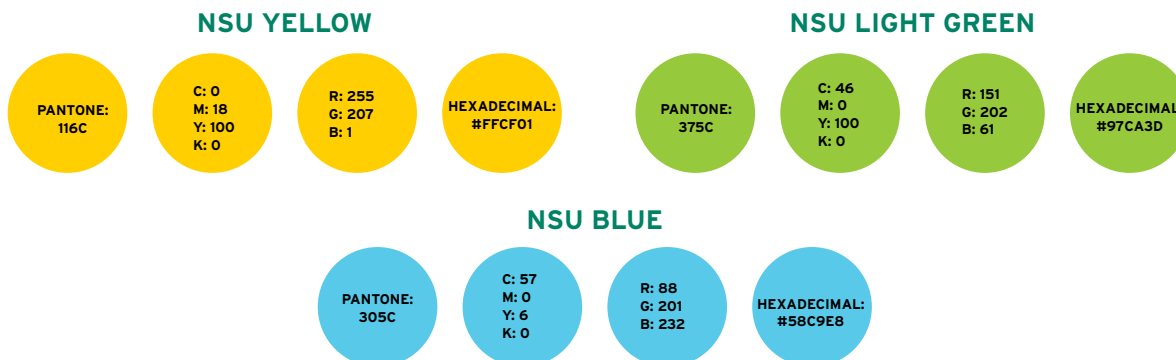 NSU YELLOW
PANTONE:
116C
C: 0
M: 18
Y: 100
K: 0
R: 255
G: 207
B: 1
HEXADECIMAL:
#FFCF01
NSU LIGHT GREEN
PANTONE:
375C
C: 46
M: 0
Y: 100
K: 0
R: 151
G: 202
B: 61
HEXADECIMAL:
#97CA3D
NSU BLUE
PANTONE:
305C
C: 57
M: 0
Y: 6
K: 0
R: 88
G: 201
B: 232
HEXADECIMAL:
#58C9E8